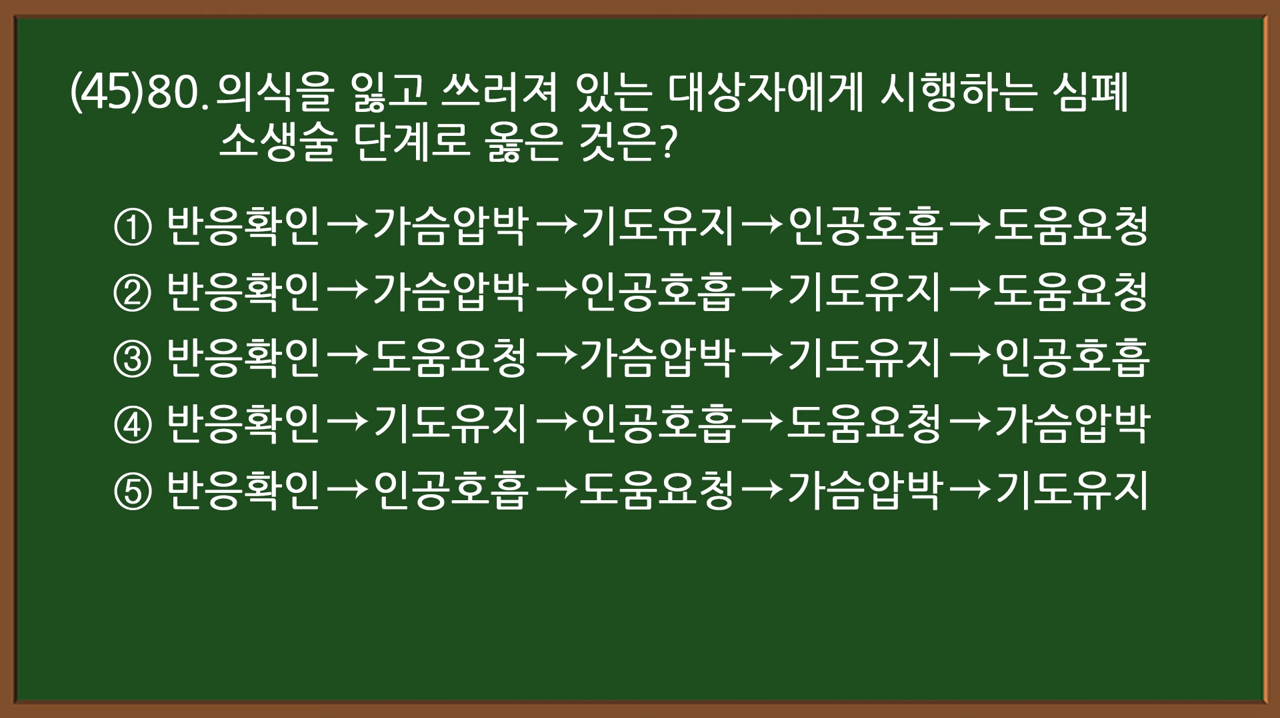 (45)80. 의식을 잃고 쓰러져 있는 대상자에게 시행하는 심폐
소생술 단계로 옳은 것은?
① 반응확인→가슴압박→기도유지→인공호흡→도움요청
② 반응확인→가슴압박→인공호흡→기도유지→도움요청
③ 반응확인→도움요청→가슴압박→기도유지→인공호흡
④ 반응확인→기도유지→인공호흡→도움요청→가슴압박
⑤ 반응확인→인공호흡→도움요청→가슴압박→기도유지